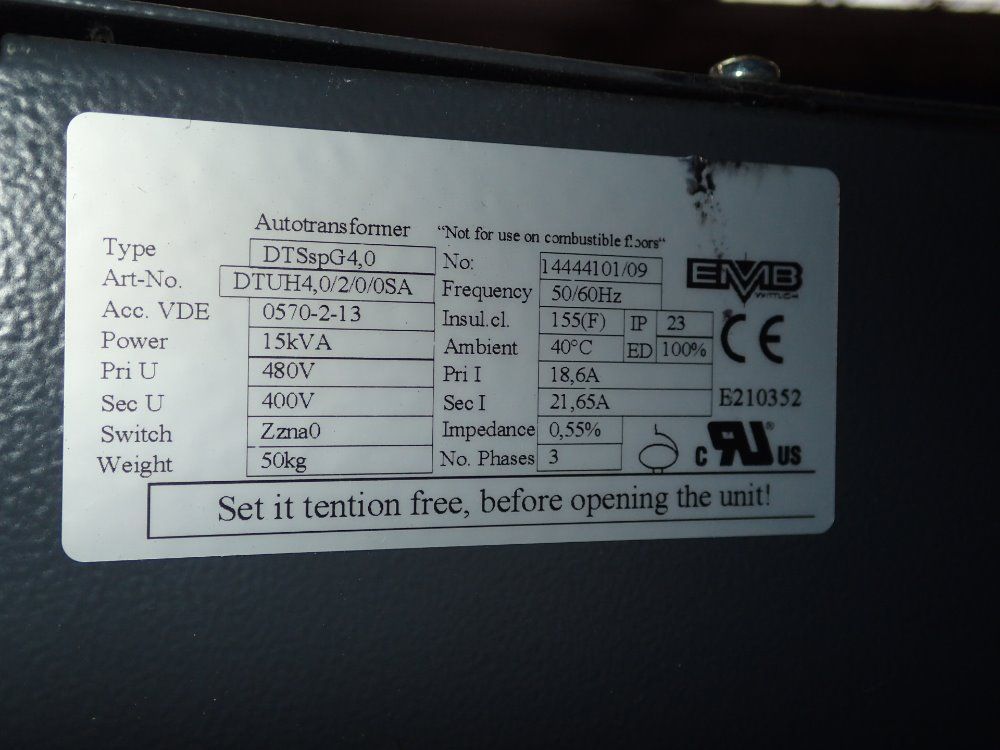 Autotransformer "Not for use on combustible floors"
Type DTSspG4,0 No: 14444101/09
Art-No. DTUH4,0/2/0/0SA Frequency 50/60Hz
EMB
WITTLICH
Acc. VDE 0570-2-13 Insul.cl. 155(F) IP 23
Power 15kVA Ambient 40°C ED 100%
CE
Pri U 480V Pri I 18,6A
Sec U 400V Sec I 21,65A
E210352
Switch Zzna0 Impedance 0,55%
Weight 50kg No. Phases 3
c RU® US
Set it tention free, before opening the unit!